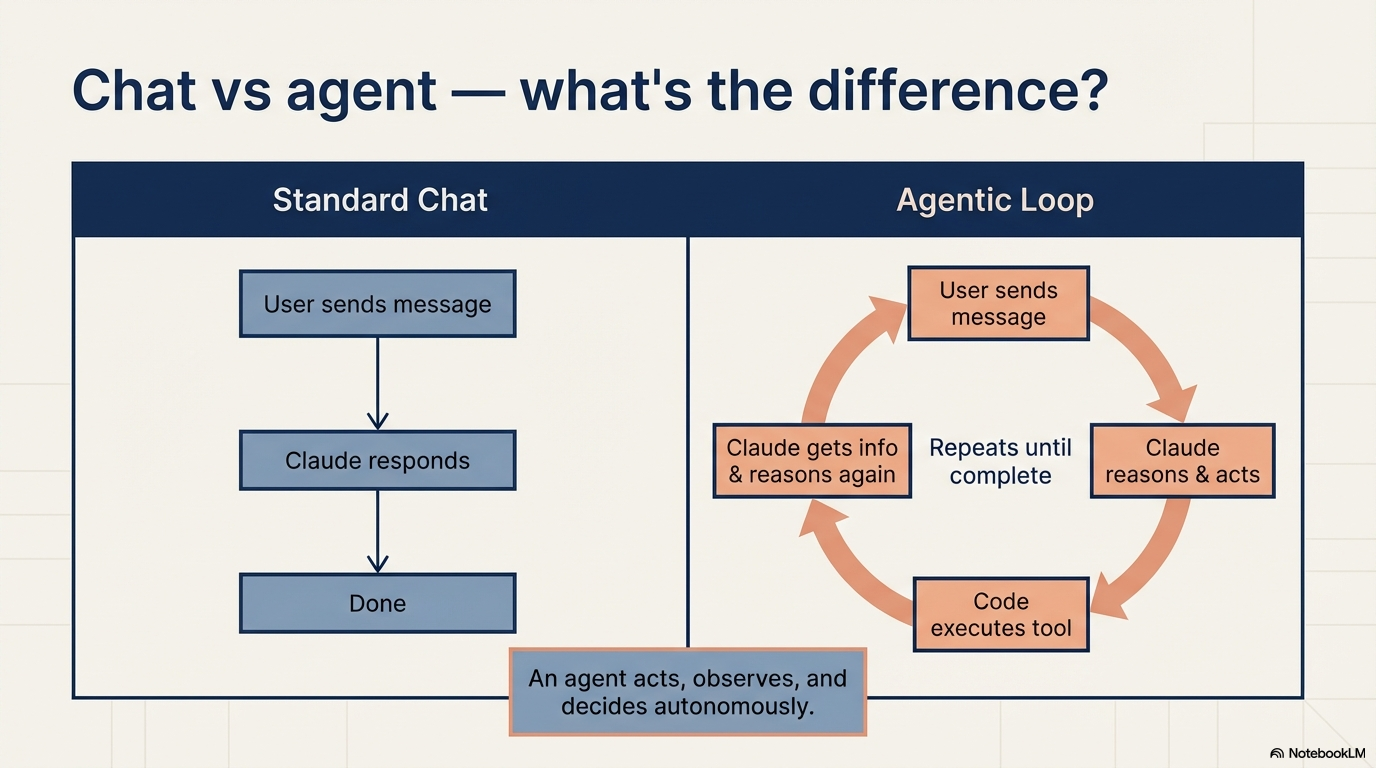 Chat vs agent — what's the difference?
Standard Chat
User sends message
Claude responds
Done
Agentic Loop
User sends
message
Claude
reasons & acts
Code
executes tool
Claude gets info
& reasons again
Repeats until
complete
An agent acts, observes, and
decides autonomously.
NotebookLM